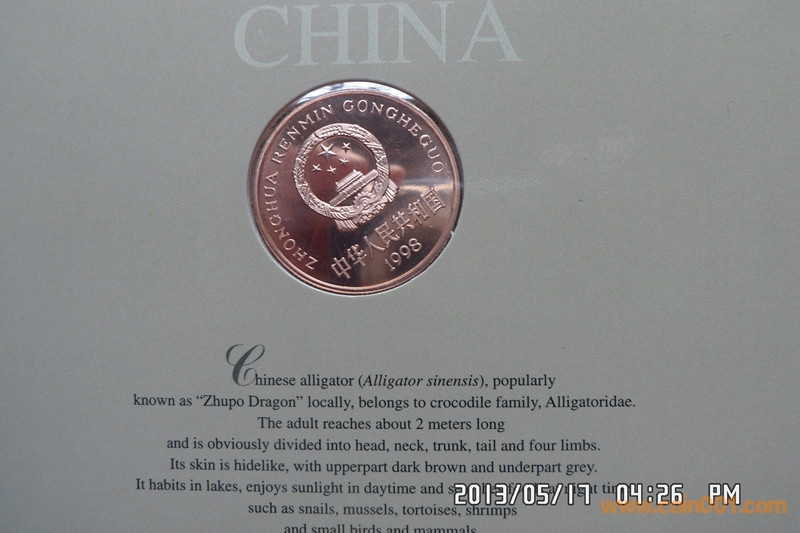 CHINA
ZHONGHUA RENMIN GONGHEGUO
中华人民共和国
1998
Chinese alligator (Alligator sinensis), popularly
known as “Zhupo Dragon” locally, belongs to crocodile family, Alligatoridae.
The adult reaches about 2 meters long
and is obviously divided into head, neck, trunk, tail and four limbs.
Its skin is hidelike, with upperpart dark brown and underpart grey.
It habits in lakes, enjoys sunlight in daytime and
2013/05/17 04:26 PM
such as snails, mussels, tortoises, shrimps
www.coin001.com
and small birds and mammals